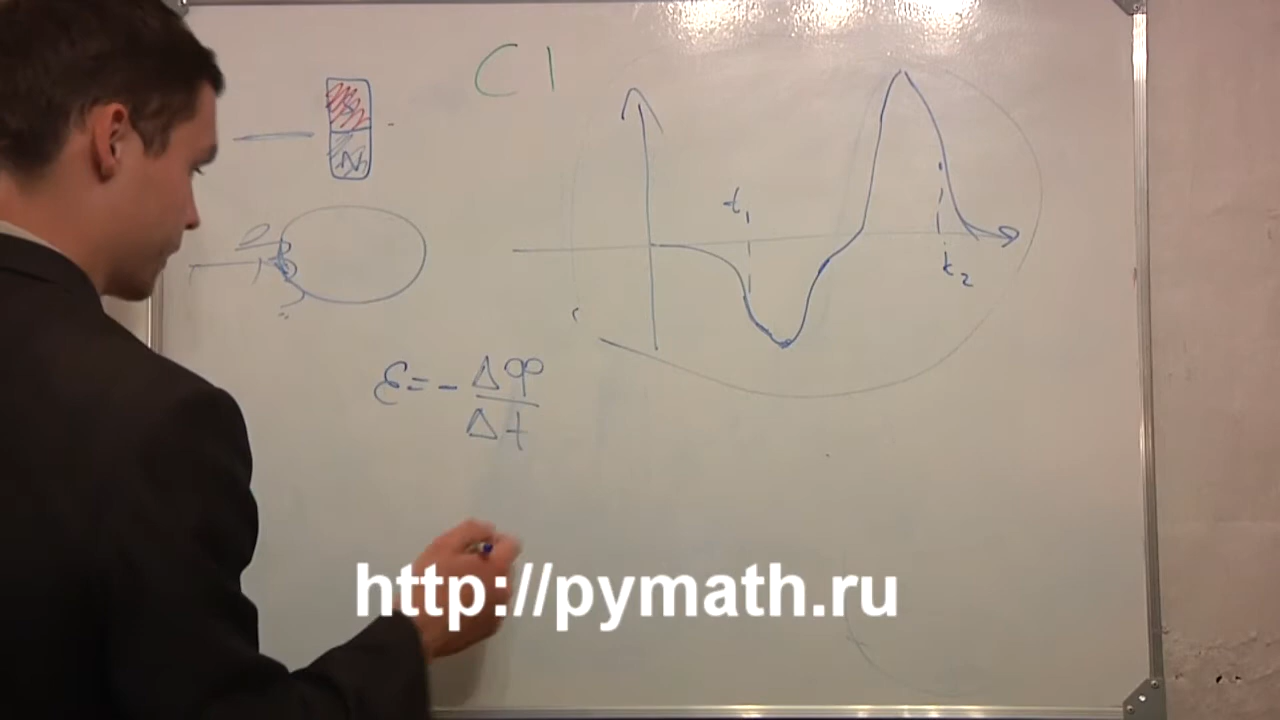 C1
S
N
t₁
t₂
ℰ = - ΔΦ / Δt
http://pymath.ru